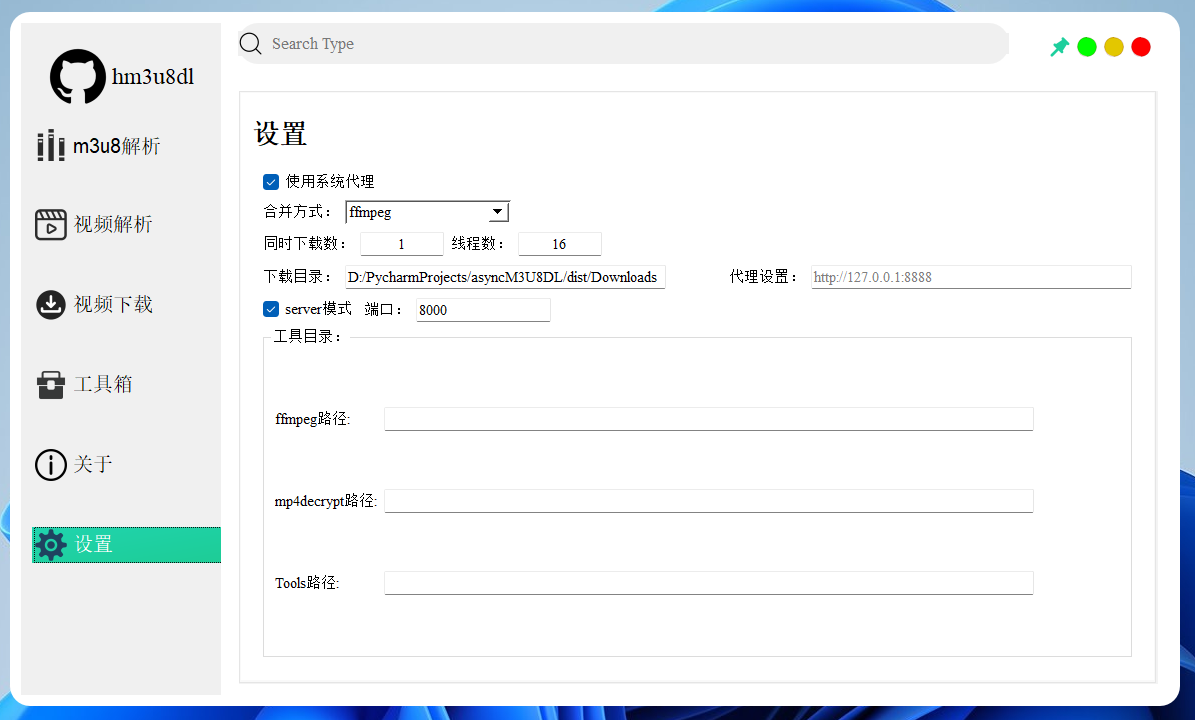 hm3u8dl
m3u8解析
视频解析
视频下载
工具箱
关于
设置
Search Type
设置
使用系统代理
合并方式： ffmpeg
同时下载数： 1 线程数： 16
下载目录： D:/PycharmProjects/asyncM3U8DL/dist/Downloads 代理设置： http://127.0.0.1:8888
server模式 端口： 8000
工具目录：
ffmpeg路径:
mp4decrypt路径:
Tools路径: